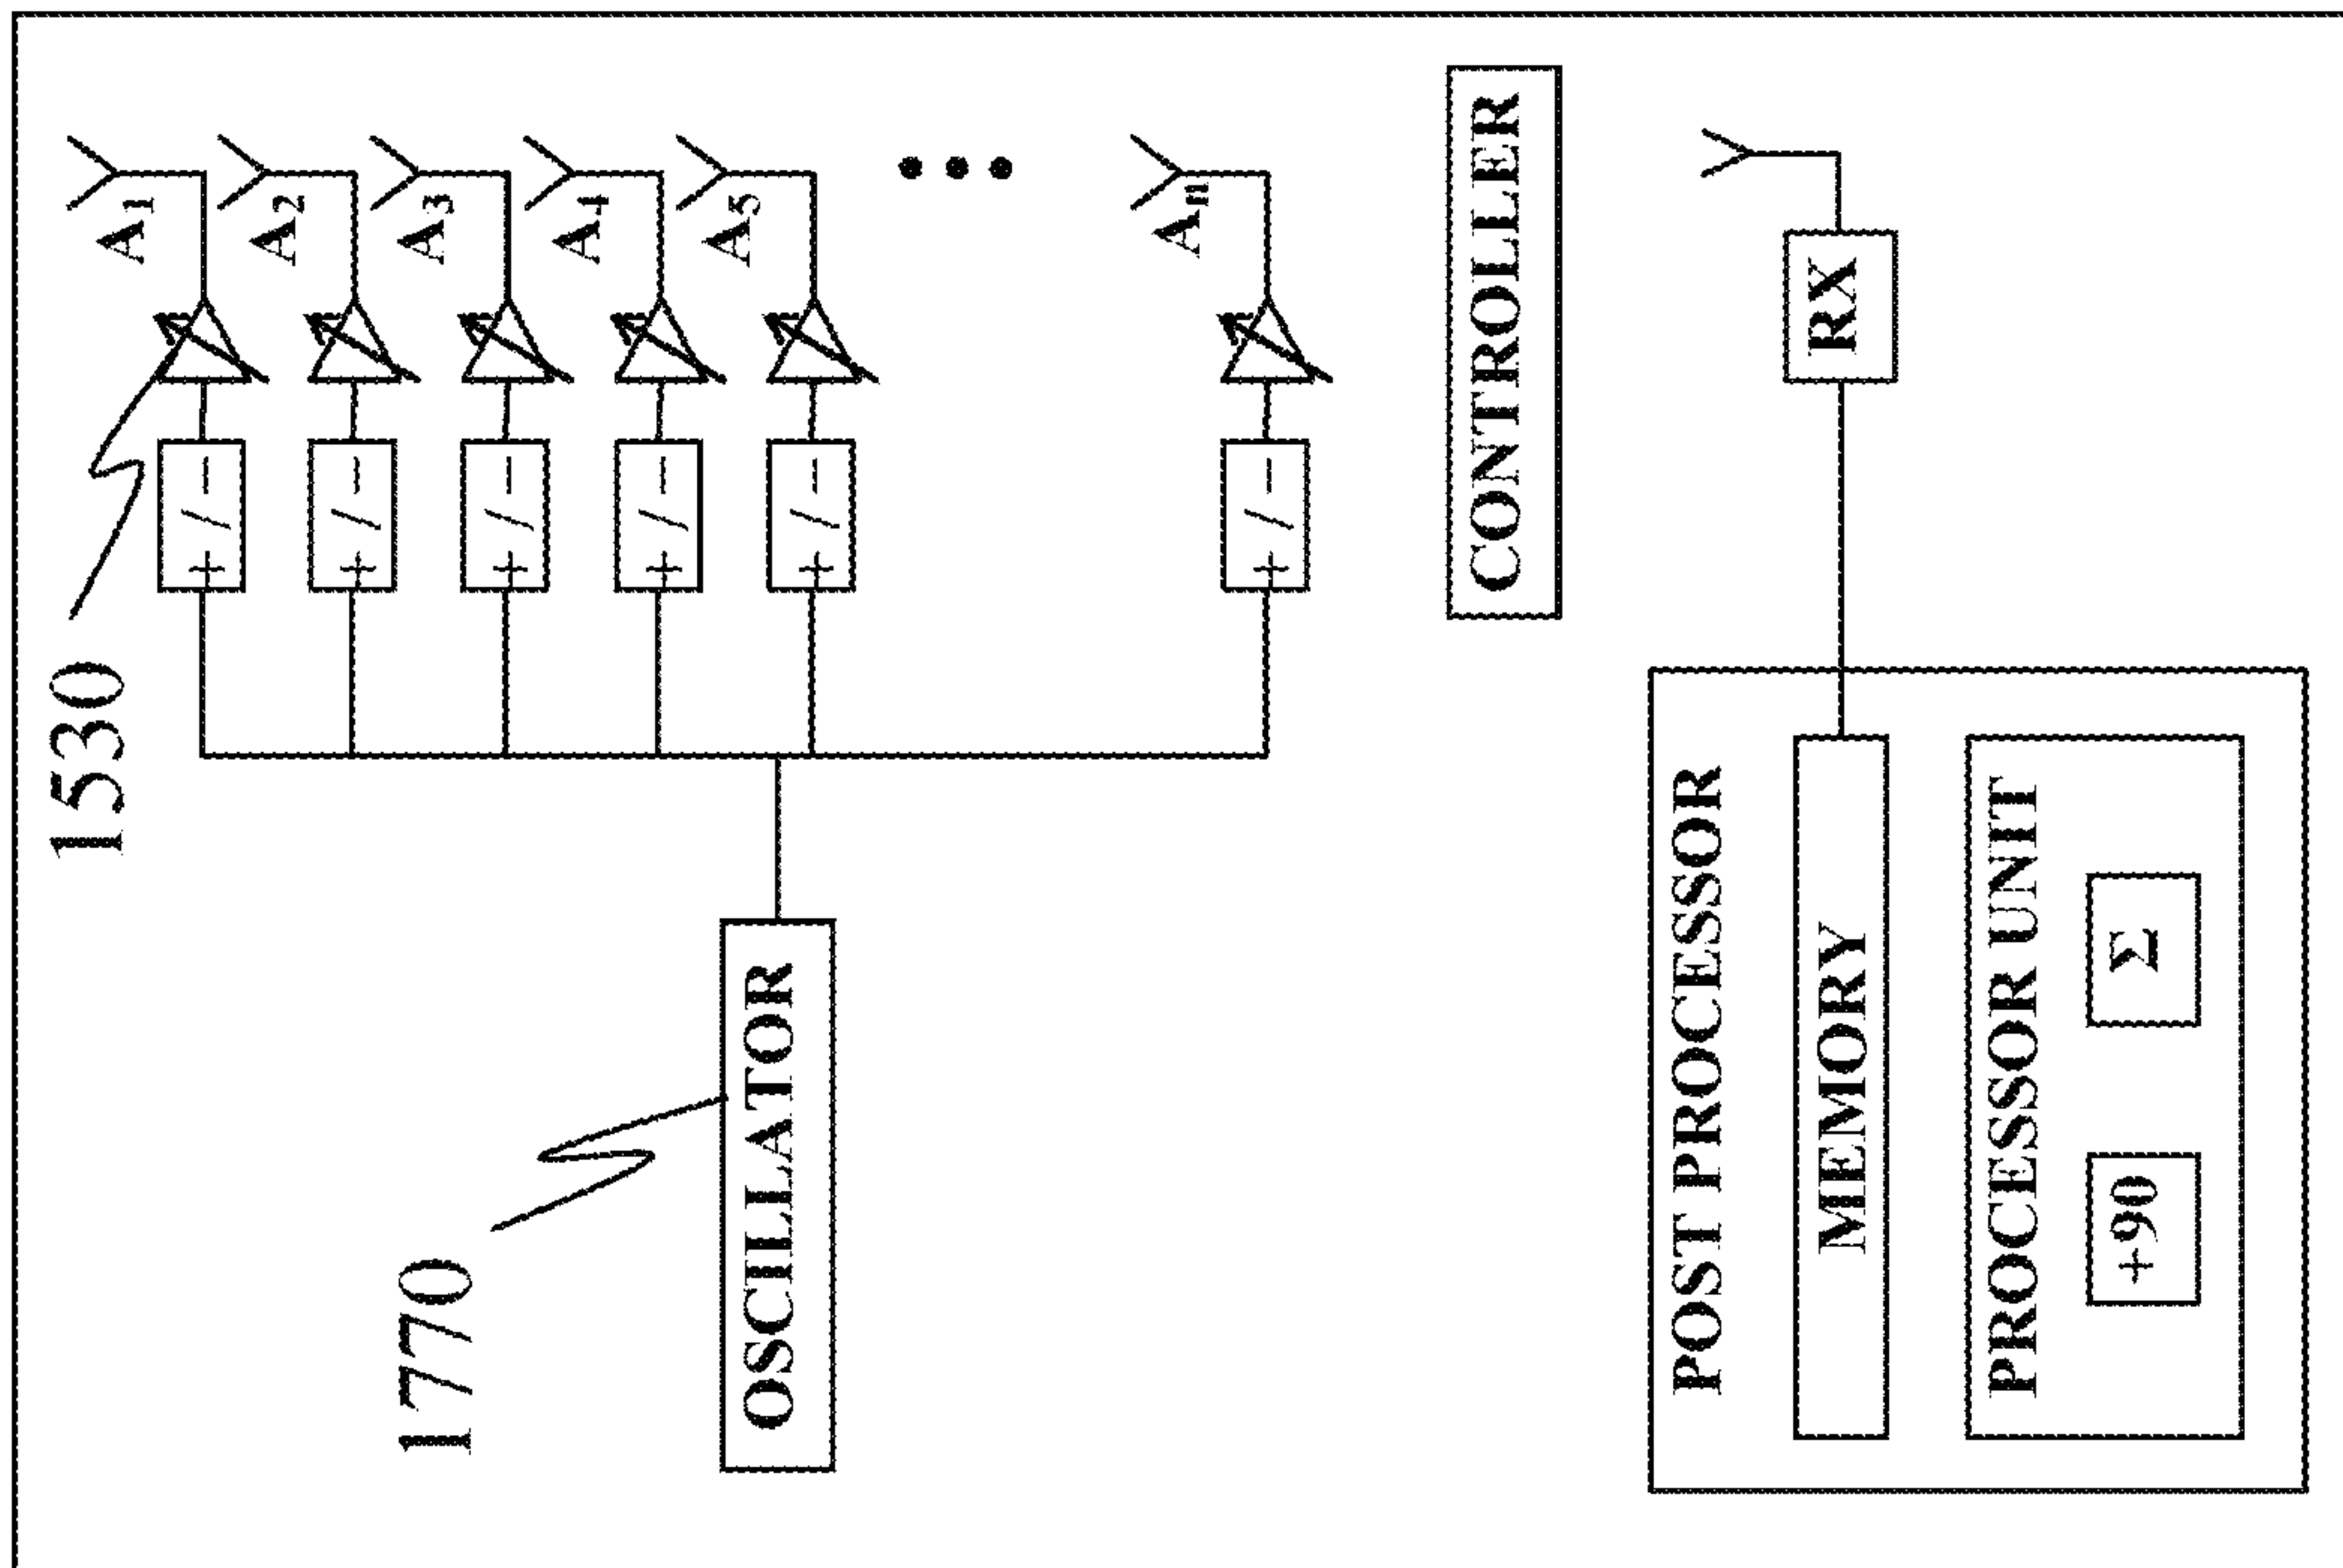 1530
A1
A2
A3
A4
A5
An
+/−
+/−
+/−
+/−
+/−
+/−
1770
OSCILLATOR
CONTROLLER
RX
POST PROCESSOR
MEMORY
PROCESSOR UNIT
+90
Σ